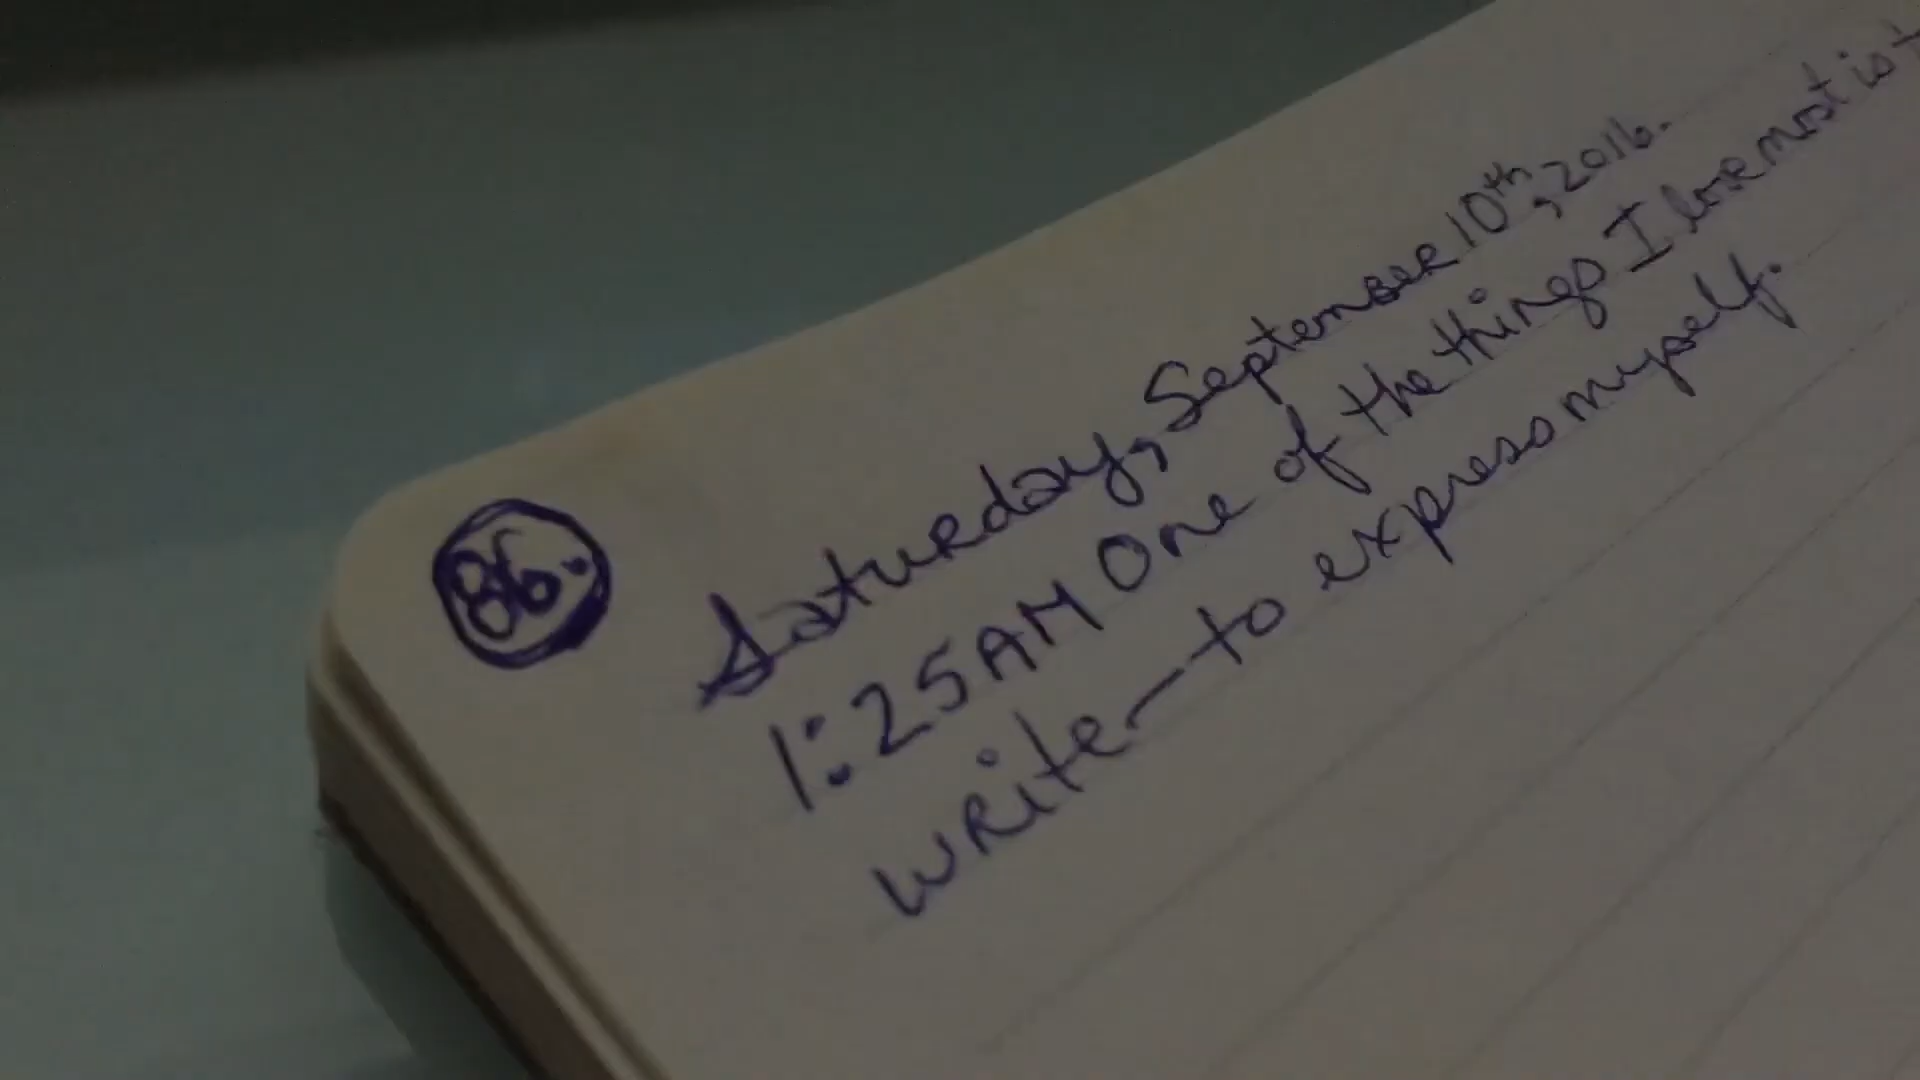 86.
Saturday, September 10th, 2016.
1:25AM One of the things I love most is
write—to express myself.